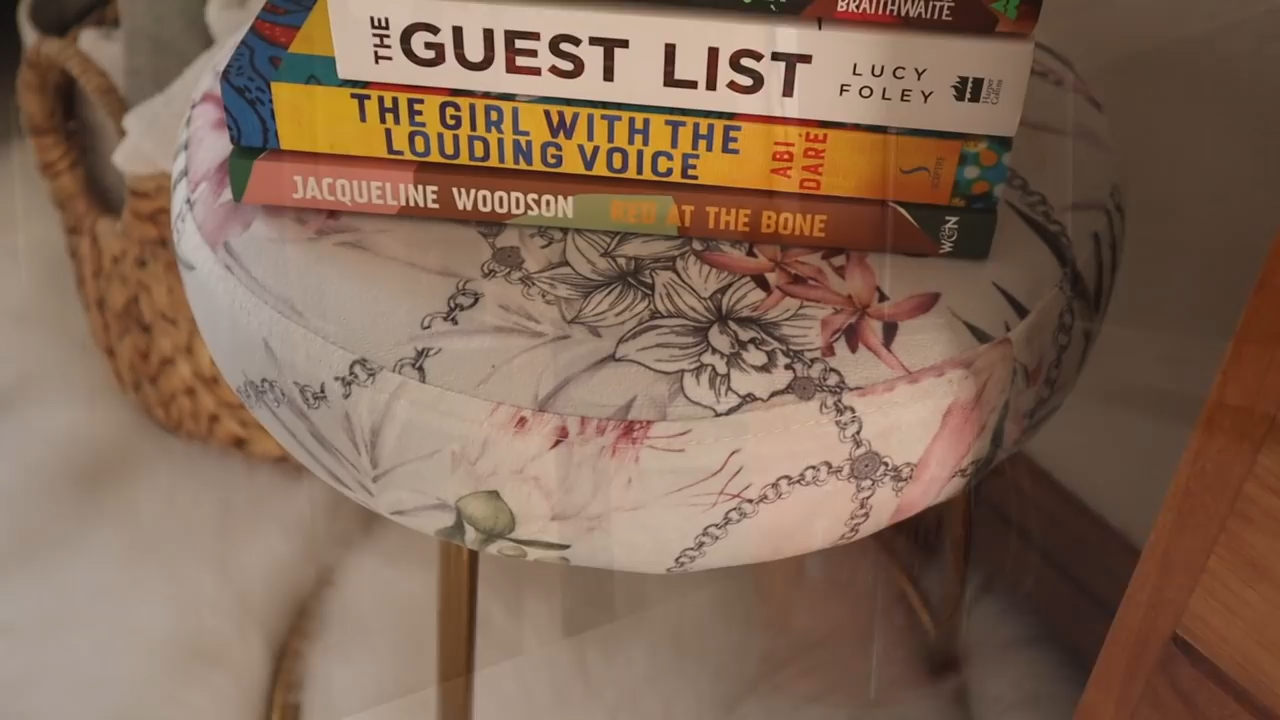 BRAITHWAITE
THE GUEST LIST
LUCY
FOLEY
Harper
Collins
THE GIRL WITH THE
LOUDING VOICE
ABI
DARÉ
SCEPTRE
JACQUELINE WOODSON RED AT THE BONE
W&N